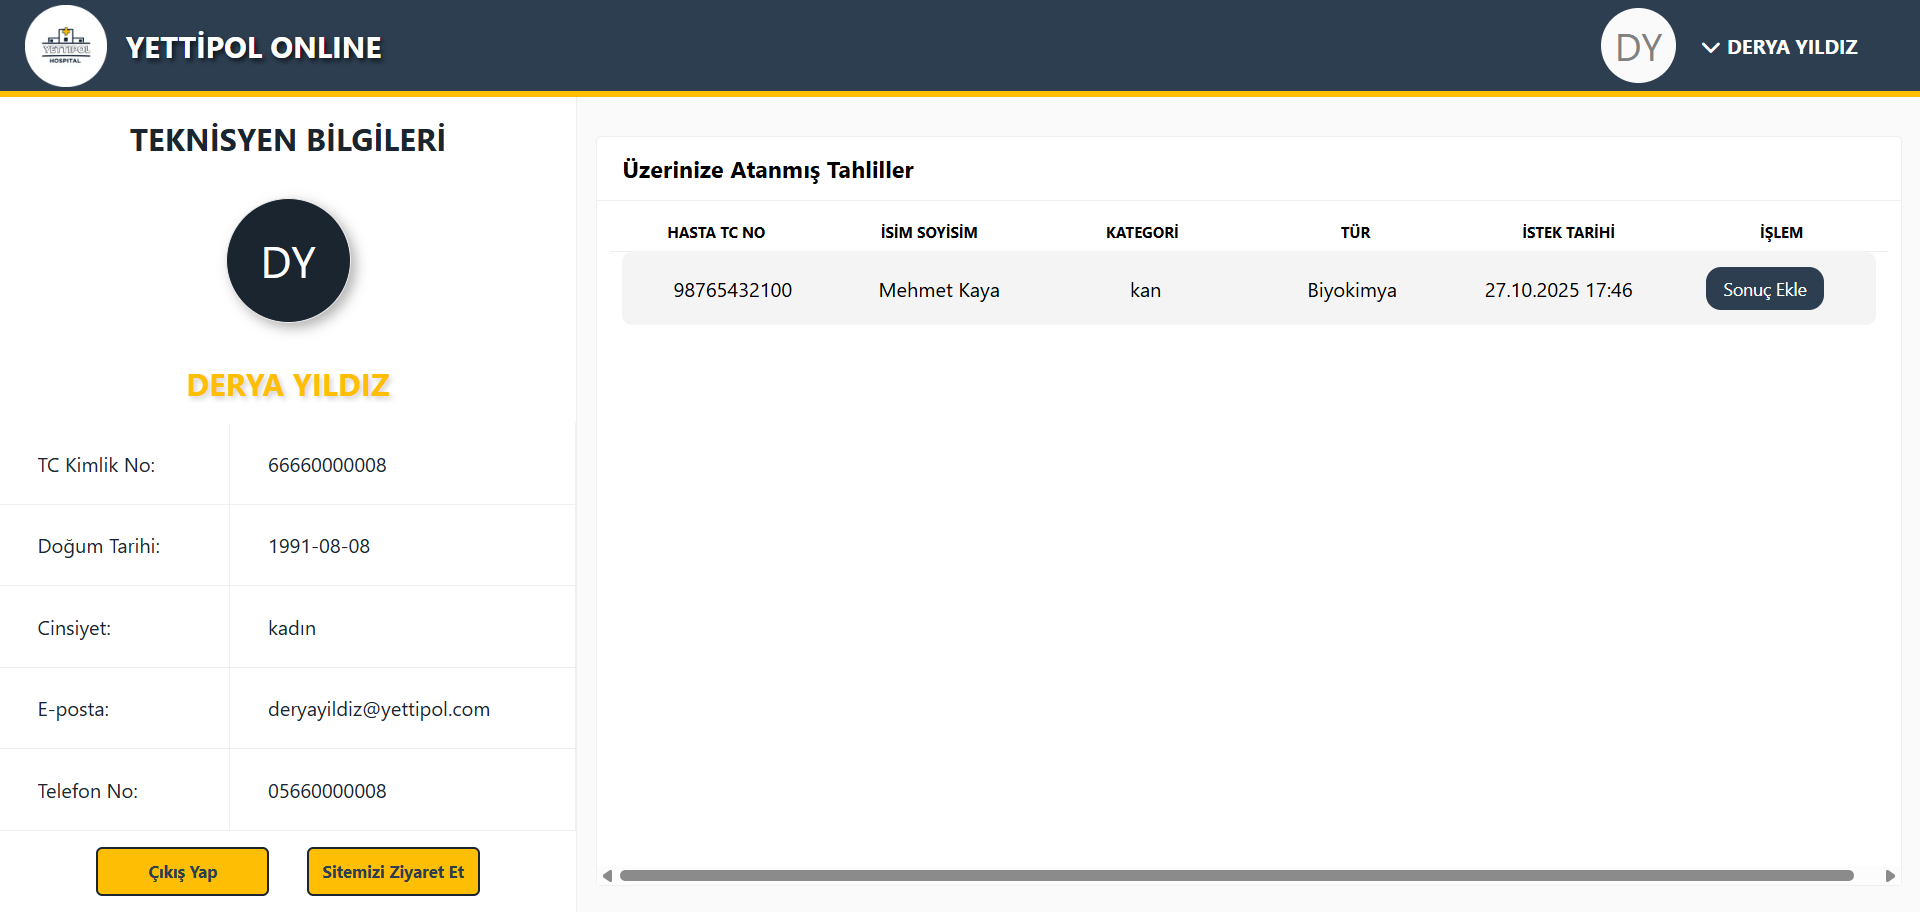 YETTİPOL
HOSPITAL
YETTİPOL ONLINE
DY
DERYA YILDIZ
TEKNİSYEN BİLGİLERİ
DY
DERYA YILDIZ
TC Kimlik No: 66660000008
Doğum Tarihi: 1991-08-08
Cinsiyet: kadın
E-posta: deryayildiz@yettipol.com
Telefon No: 05660000008
Çıkış Yap Sitemizi Ziyaret Et
Üzerinize Atanmış Tahliller
HASTA TC NO İSİM SOYİSİM KATEGORİ TÜR İSTEK TARİHİ İŞLEM
98765432100 Mehmet Kaya kan Biyokimya 27.10.2025 17:46 Sonuç Ekle